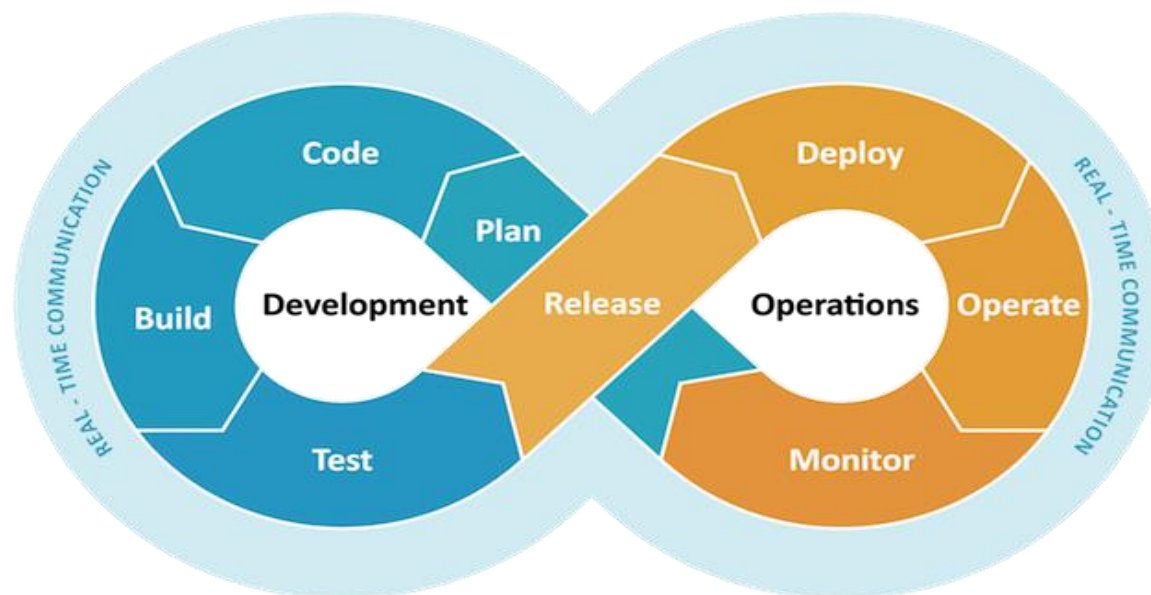 Code
Deploy
Plan
Build
Development
Release
Operations
Operate
Test
Monitor
REAL - TIME COMMUNICATION
REAL - TIME COMMUNICATION